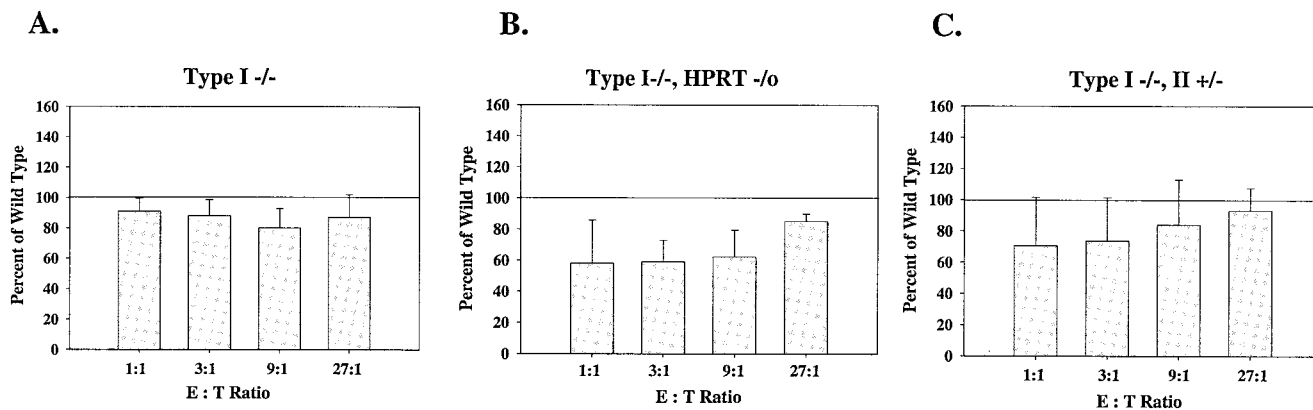 A.
Type I -/-
Percent of Wild Type
160
140
120
100
80
60
40
20
0
1:1 3:1 9:1 27:1
E : T Ratio
B.
Type I-/-, HPRT -/o
Percent of Wild Type
160
140
120
100
80
60
40
20
0
1:1 3:1 9:1 27:1
E : T Ratio
C.
Type I -/-, II +/-
Percent of Wild Type
160
140
120
100
80
60
40
20
0
1:1 3:1 9:1 27:1
E : T Ratio